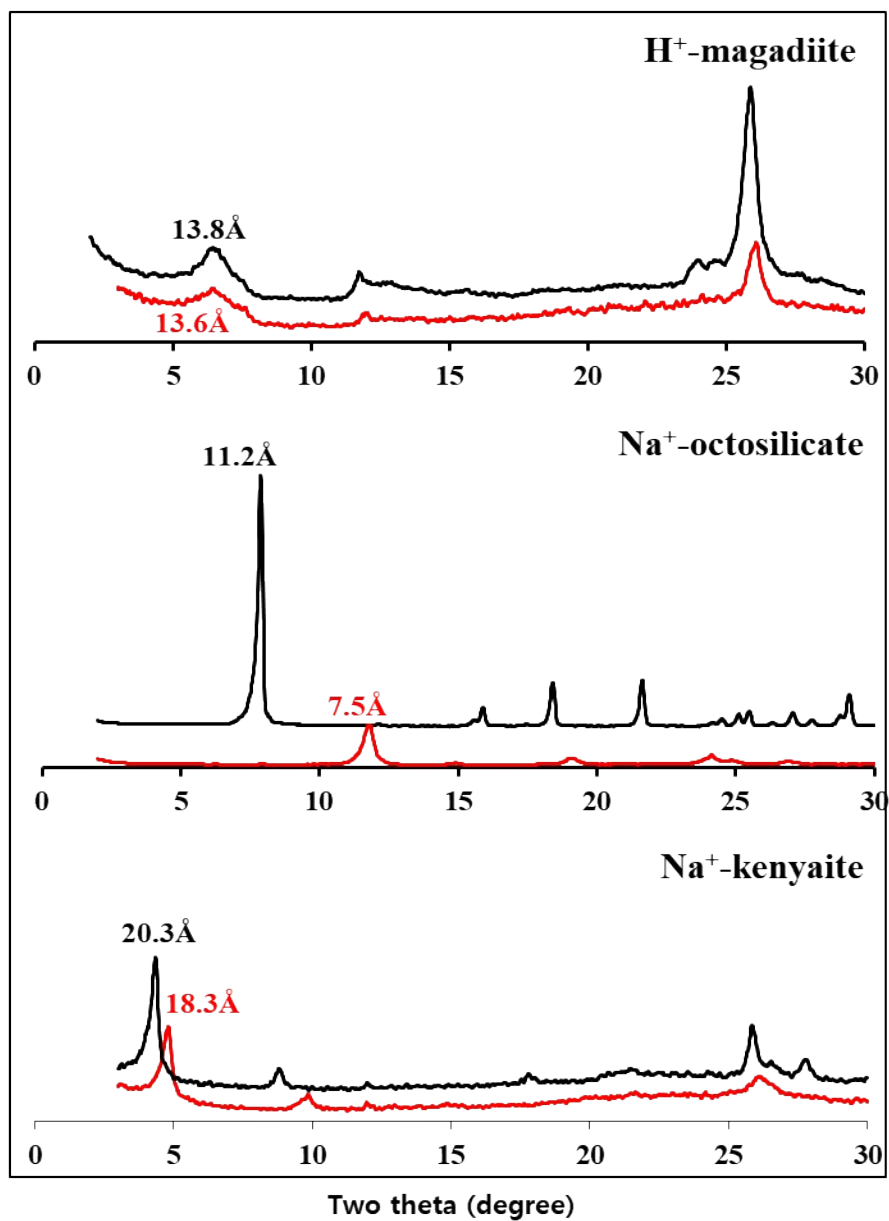 H⁺-magadiite
13.8Å
13.6Å
0 5 10 15 20 25 30
Na⁺-octosilicate
11.2Å
7.5Å
0 5 10 15 20 25 30
Na⁺-kenyaite
20.3Å
18.3Å
0 5 10 15 20 25 30
Two theta (degree)